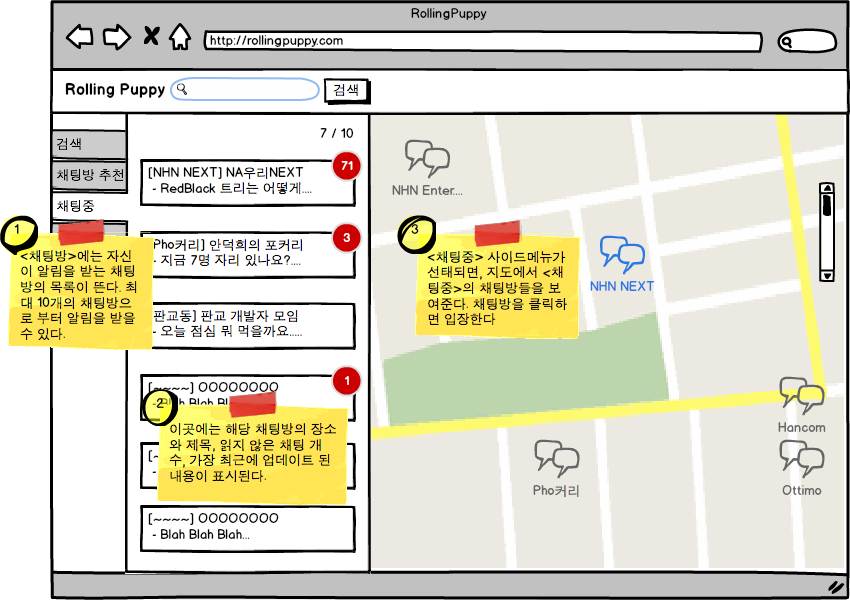 RollingPuppy
http://rollingpuppy.com
Rolling Puppy
검색
검색
채팅방 추천
채팅중
7 / 10
[NHN NEXT] NA우리NEXT
- RedBlack 트리는 어떻게....
71
Pho커리] 안덕희의 포커리
- 지금 7명 자리 있나요?....
3
판교동] 판교 개발자 모임
- 오늘 점심 뭐 먹을까요.....
[~~~~] OOOOOOOO
- Blah Blah Bl
1
[~
-
[~~~~] OOOOOOOO
- Blah Blah Blah...
1
<채팅방>에는 자신
이 알림을 받는 채팅
방의 목록이 뜬다. 최
대 10개의 채팅방으
로 부터 알림을 받을
수 있다.
2
이곳에는 해당 채팅방의 장소
와 제목, 읽지 않은 채팅 개
수, 가장 최근에 업데이트 된
내용이 표시된다.
3
<채팅중> 사이드메뉴가
선태되면, 지도에서 <채
팅중>의 채팅방들을 보
여준다. 채팅방을 클릭하
면 입장한다
NHN Enter....
NHN NEXT
Hancom
Pho커리
Ottimo